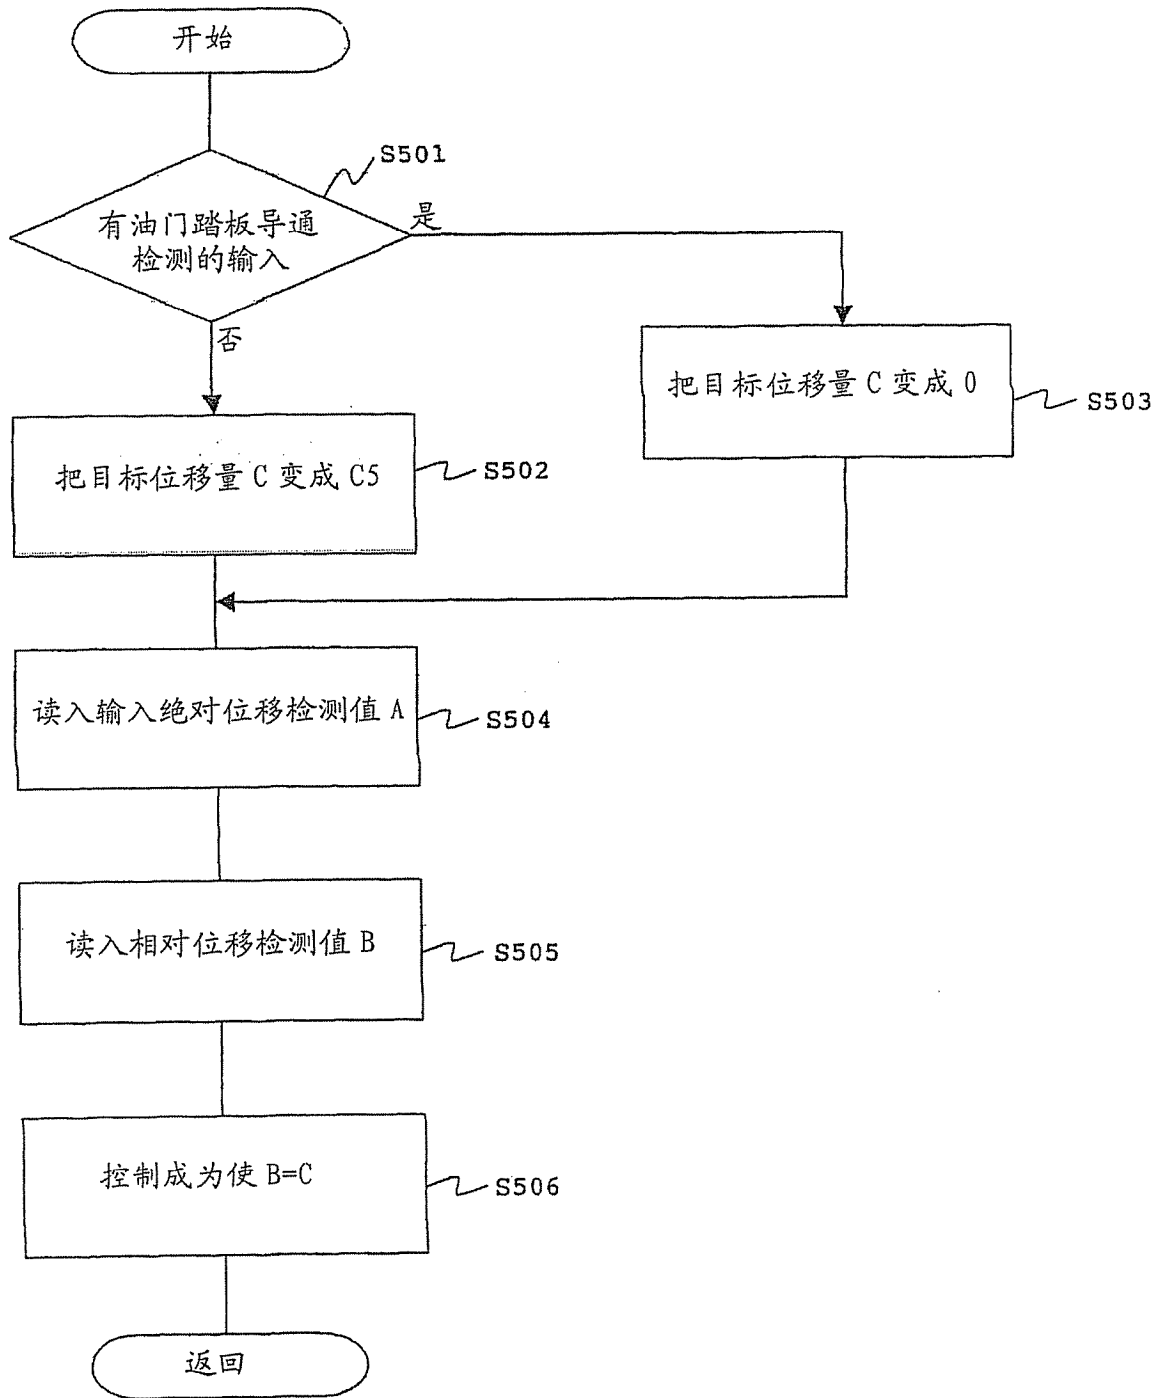 开始
S501
有油门踏板导通
检测的输入
是
否
把目标位移量 C 变成 0
S503
把目标位移量 C 变成 C5
S502
读入输入绝对位移检测值 A
S504
读入相对位移检测值 B
S505
控制成为使 B=C
S506
返回